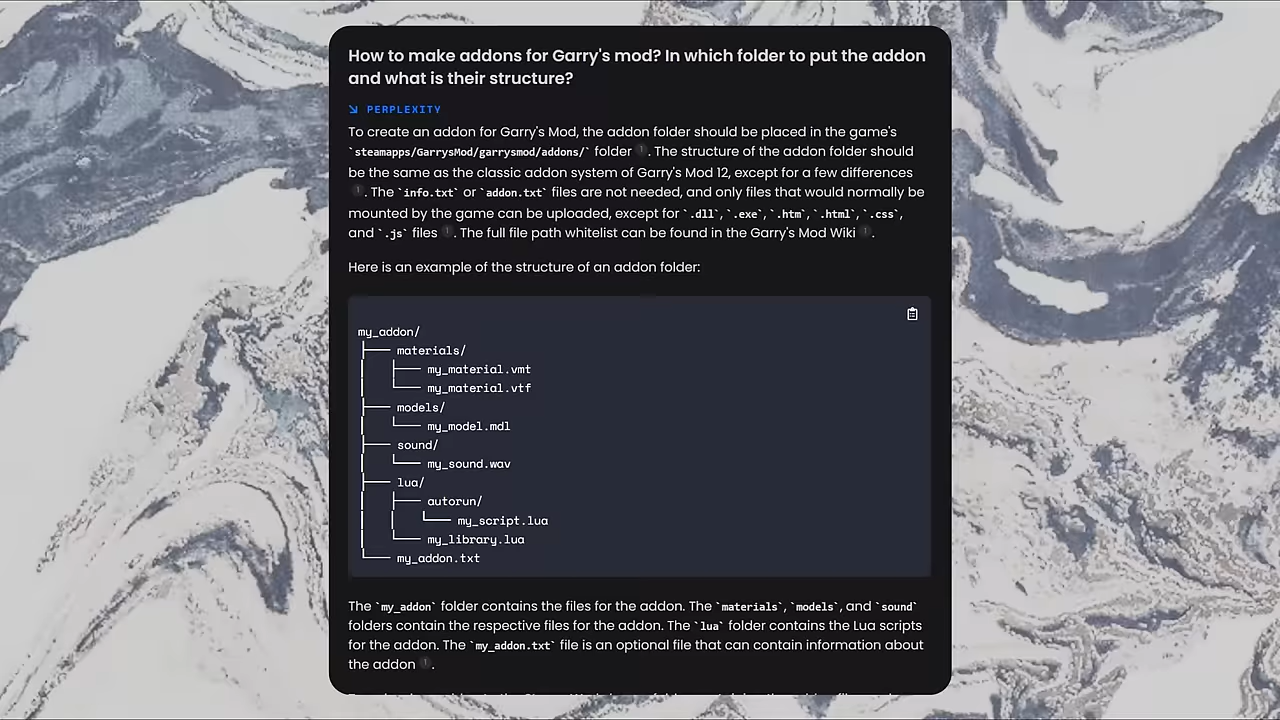 How to make addons for Garry's mod? In which folder to put the addon
and what is their structure?
PERPLEXITY
To create an addon for Garry's Mod, the addon folder should be placed in the game's
`steamapps/GarrysMod/garrysmod/addons/` folder 1. The structure of the addon folder should
be the same as the classic addon system of Garry's Mod 12, except for a few differences
1. The `info.txt` or `addon.txt` files are not needed, and only files that would normally be
mounted by the game can be uploaded, except for `.dll`, `.exe`, `.htm`, `.html`, `.css`,
and `.js` files 1. The full file path whitelist can be found in the Garry's Mod Wiki 1.
Here is an example of the structure of an addon folder:
my_addon/
├── materials/
│   ├── my_material.vmt
│   └── my_material.vtf
├── models/
│   └── my_model.mdl
├── sound/
│   └── my_sound.wav
├── lua/
│   ├── autorun/
│   │   └── my_script.lua
│   └── my_library.lua
└── my_addon.txt
The `my_addon` folder contains the files for the addon. The `materials`, `models`, and `sound`
folders contain the respective files for the addon. The `lua` folder contains the Lua scripts
for the addon. The `my_addon.txt` file is an optional file that can contain information about
the addon 1.